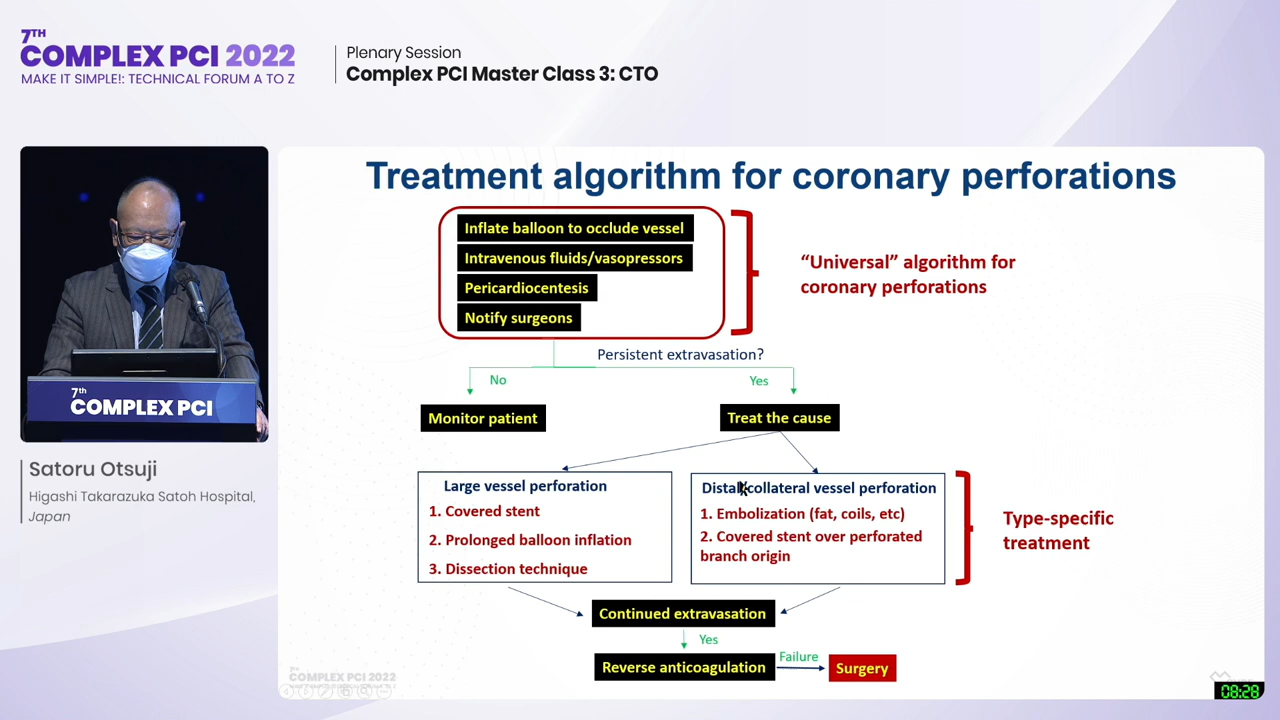 7TH
COMPLEX PCI 2022
MAKE IT SIMPLE!: TECHNICAL FORUM A TO Z
Plenary Session
Complex PCI Master Class 3: CTO
7th
COMPLEX PCI
Satoru Otsuji
Higashi Takarazuka Satoh Hospital,
Japan
Treatment algorithm for coronary perforations
Inflate balloon to occlude vessel
Intravenous fluids/vasopressors
Pericardiocentesis
Notify surgeons
“Universal” algorithm for
coronary perforations
Persistent extravasation?
No
Yes
Monitor patient
Treat the cause
Large vessel perforation
1. Covered stent
2. Prolonged balloon inflation
3. Dissection technique
collateral vessel perforation
1. Embolization (fat, coils, etc)
2. Covered stent over perforated
branch origin
Type-specific
treatment
Continued extravasation
Yes
Reverse anticoagulation
Failure
Surgery
7TH
COMPLEX PCI 2022
08:28